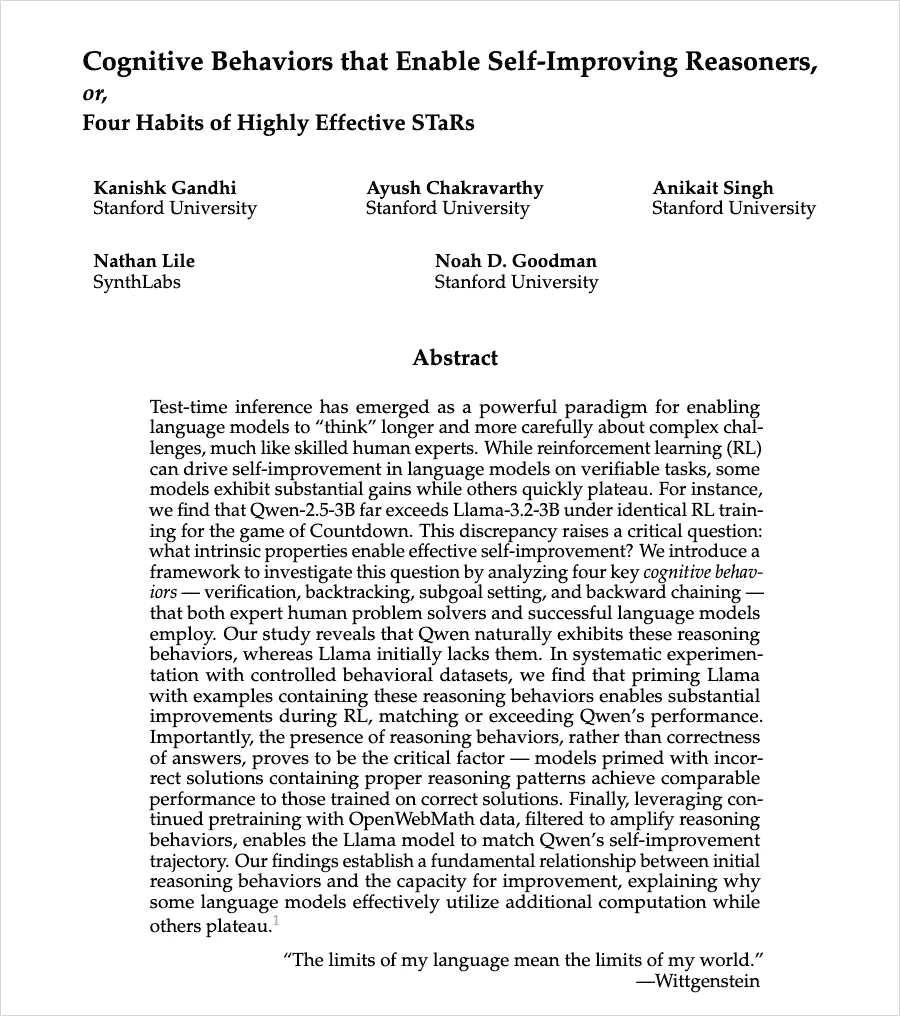 Cognitive Behaviors that Enable Self-Improving Reasoners,
or,
Four Habits of Highly Effective STaRs
Kanishk Gandhi
Stanford University
Ayush Chakravarthy
Stanford University
Anikait Singh
Stanford University
Nathan Lile
SynthLabs
Noah D. Goodman
Stanford University
Abstract
Test-time inference has emerged as a powerful paradigm for enabling
language models to “think” longer and more carefully about complex chal-
lenges, much like skilled human experts. While reinforcement learning (RL)
can drive self-improvement in language models on verifiable tasks, some
models exhibit substantial gains while others quickly plateau. For instance,
we find that Qwen-2.5-3B far exceeds Llama-3.2-3B under identical RL train-
ing for the game of Countdown. This discrepancy raises a critical question:
what intrinsic properties enable effective self-improvement? We introduce a
framework to investigate this question by analyzing four key cognitive behav-
iors — verification, backtracking, subgoal setting, and backward chaining —
that both expert human problem solvers and successful language models
employ. Our study reveals that Qwen naturally exhibits these reasoning
behaviors, whereas Llama initially lacks them. In systematic experimen-
tation with controlled behavioral datasets, we find that priming Llama
with examples containing these reasoning behaviors enables substantial
improvements during RL, matching or exceeding Qwen’s performance.
Importantly, the presence of reasoning behaviors, rather than correctness
of answers, proves to be the critical factor — models primed with incor-
rect solutions containing proper reasoning patterns achieve comparable
performance to those trained on correct solutions. Finally, leveraging con-
tinued pretraining with OpenWebMath data, filtered to amplify reasoning
behaviors, enables the Llama model to match Qwen’s self-improvement
trajectory. Our findings establish a fundamental relationship between initial
reasoning behaviors and the capacity for improvement, explaining why
some language models effectively utilize additional computation while
others plateau.1
“The limits of my language mean the limits of my world.”
—Wittgenstein